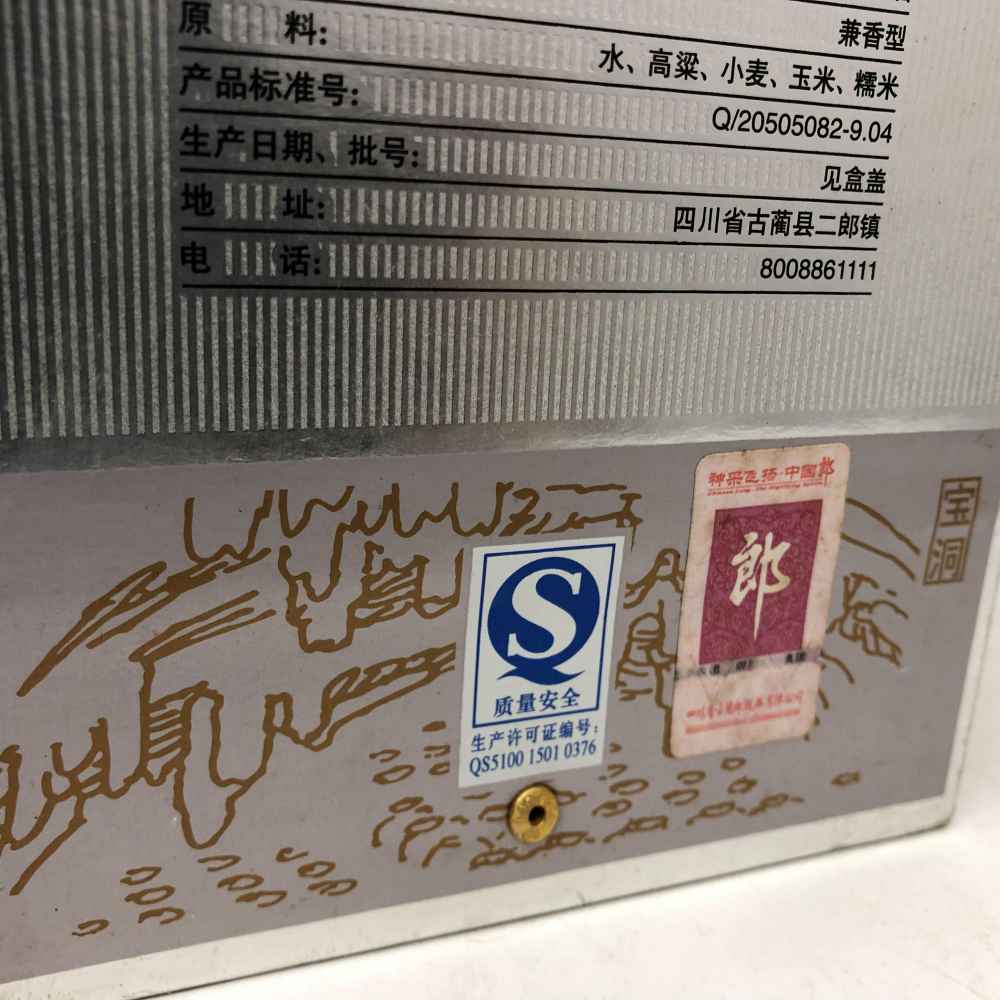 兼香型
原 料: 水、高粱、小麦、玉米、糯米
产品标准号: Q/20505082-9.04
生产日期、批号: 见盒盖
地 址: 四川省古蔺县二郎镇
电 话: 8008861111
神采飞扬·中国郎
郎
宝洞
S
质量安全
生产许可证编号:
QS5100 1501 0376